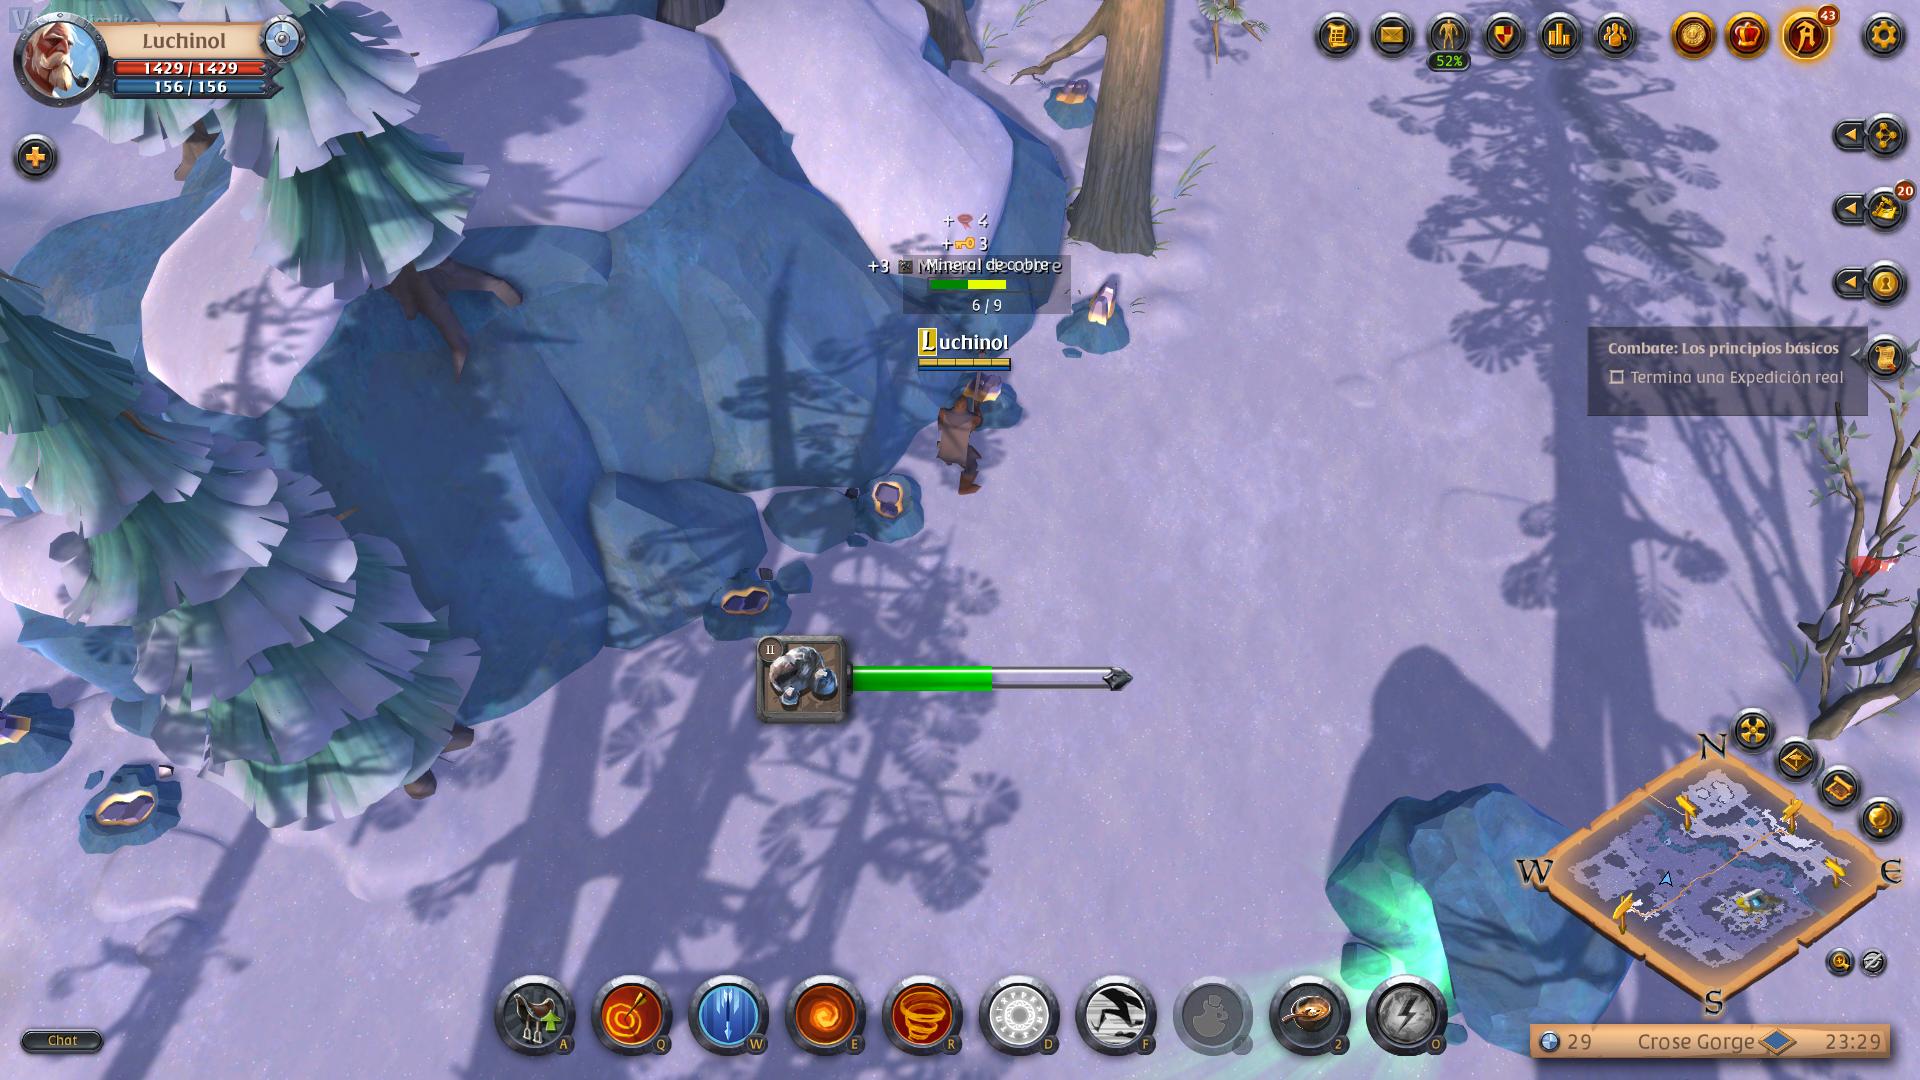 Luchinol
1429 / 1429
156 / 156
52%
43
20
+ 4
+ 3
+3 Mineral de cobre
6 / 9
Luchinol
Combate: Los principios básicos
Termina una Expedición real
II
N
W
E
S
A
Q
W
E
R
D
F
2
O
Chat
29 Crose Gorge 23:29